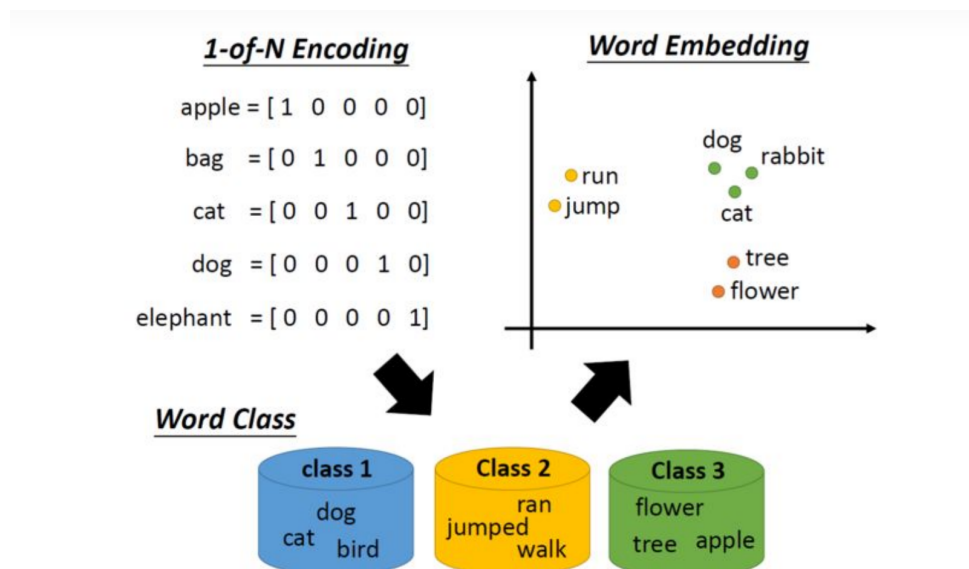 1-of-N Encoding
apple = [ 1 0 0 0 0]
bag = [ 0 1 0 0 0]
cat = [ 0 0 1 0 0]
dog = [ 0 0 0 1 0]
elephant = [ 0 0 0 0 1]
Word Embedding
dog
rabbit
run
jump
cat
tree
flower
Word Class
class 1
dog
cat
bird
Class 2
ran
jumped
walk
Class 3
flower
tree apple